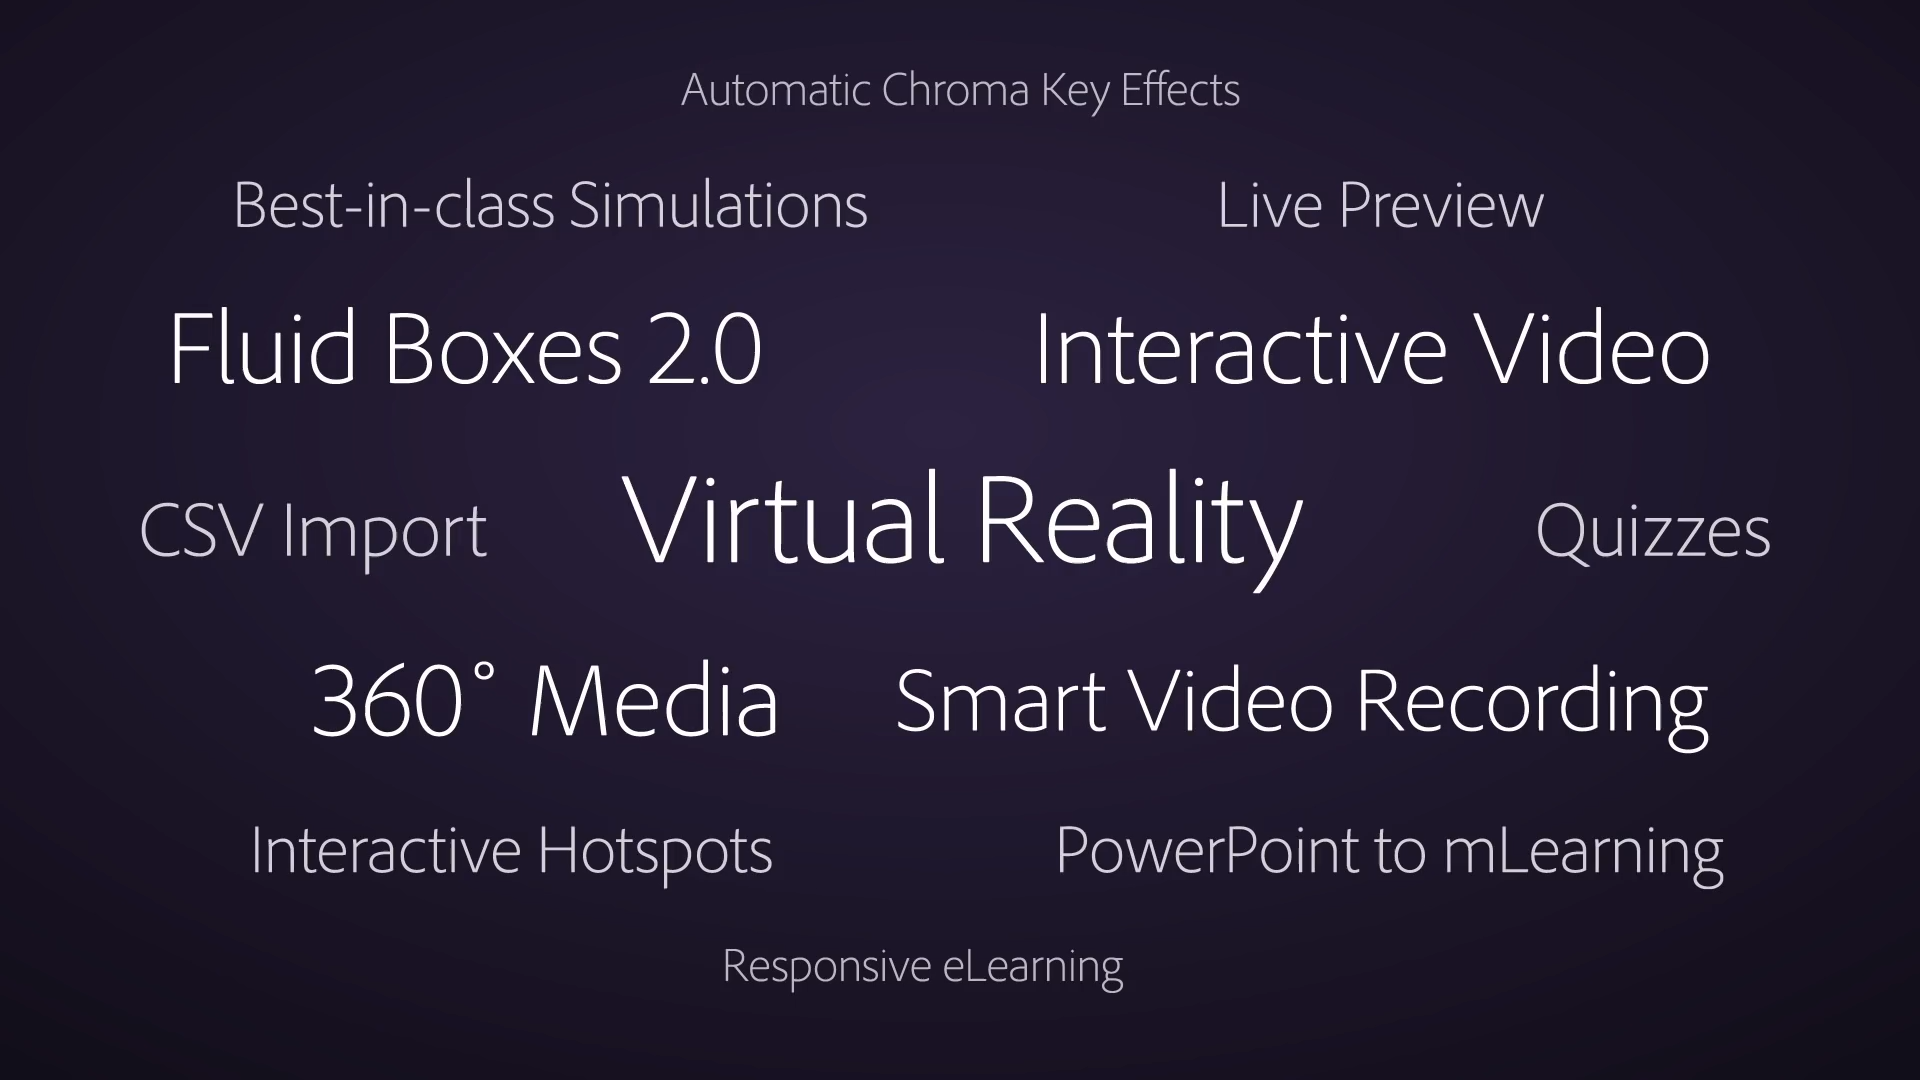 Automatic Chroma Key Effects
Best-in-class Simulations
Live Preview
Fluid Boxes 2.0
Interactive Video
CSV Import
Virtual Reality
Quizzes
360° Media
Smart Video Recording
Interactive Hotspots
PowerPoint to mLearning
Responsive eLearning